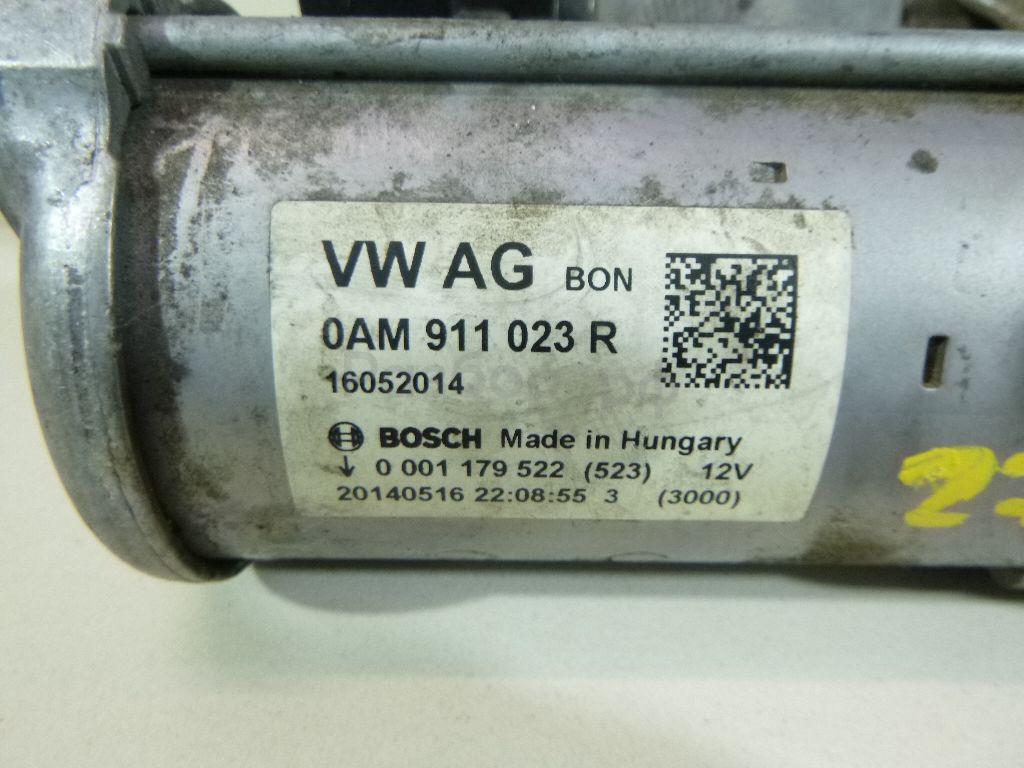 VW AG BON
0AM 911 023 R
16052014
BOSCH Made in Hungary
↓ 0 001 179 522 (523) 12V
20140516 22:08:55 3 (3000)